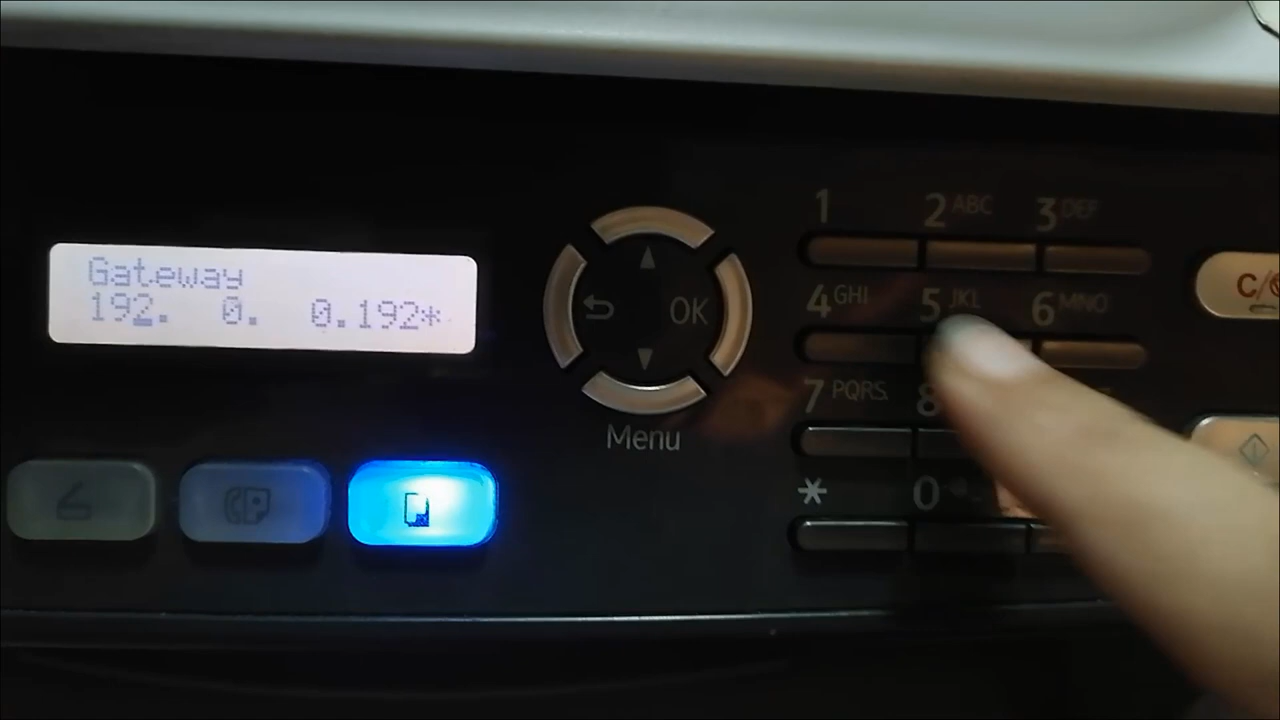 Gateway
192. 0. 0.192*
OK
Menu
1 2 ABC 3 DEF
4 GHI 5 JKL 6 MNO
7 PQRS 8
* 0
C/